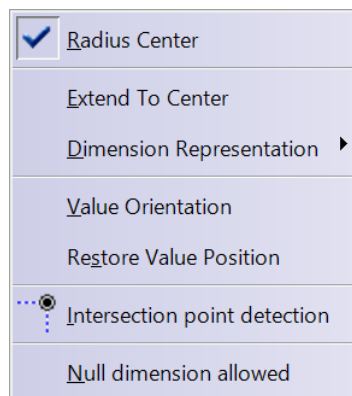 Radius Center
Extend To Center
Dimension Representation
Value Orientation
Restore Value Position
Intersection point detection
Null dimension allowed